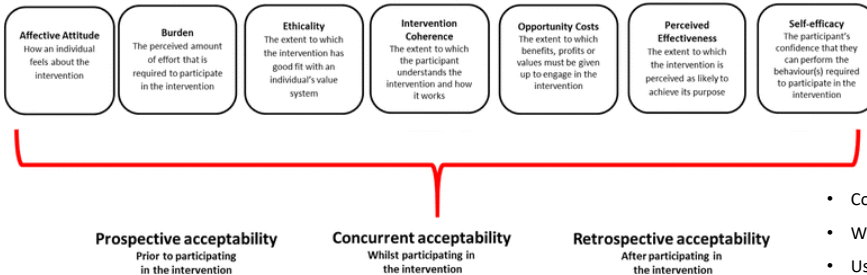 Affective Attitude
How an individual
feels about the
intervention
Burden
The perceived amount
of effort that is
required to participate
in the intervention
Ethicality
The extent to which
the intervention has
good fit with an
individual's value
system
Intervention
Coherence
The extent to which
the participant
understands the
intervention and how
it works
Opportunity Costs
The extent to which
benefits, profits or
values must be given
up to engage in the
intervention
Perceived
Effectiveness
The extent to which
the intervention is
perceived as likely to
achieve its purpose
Self-efficacy
The participant's
confidence that they
can perform the
behaviour(s) required
to participate in the
intervention
Prospective acceptability
Prior to participating
in the intervention
Concurrent acceptability
Whilst participating in
the intervention
Retrospective acceptability
After participating in
the intervention